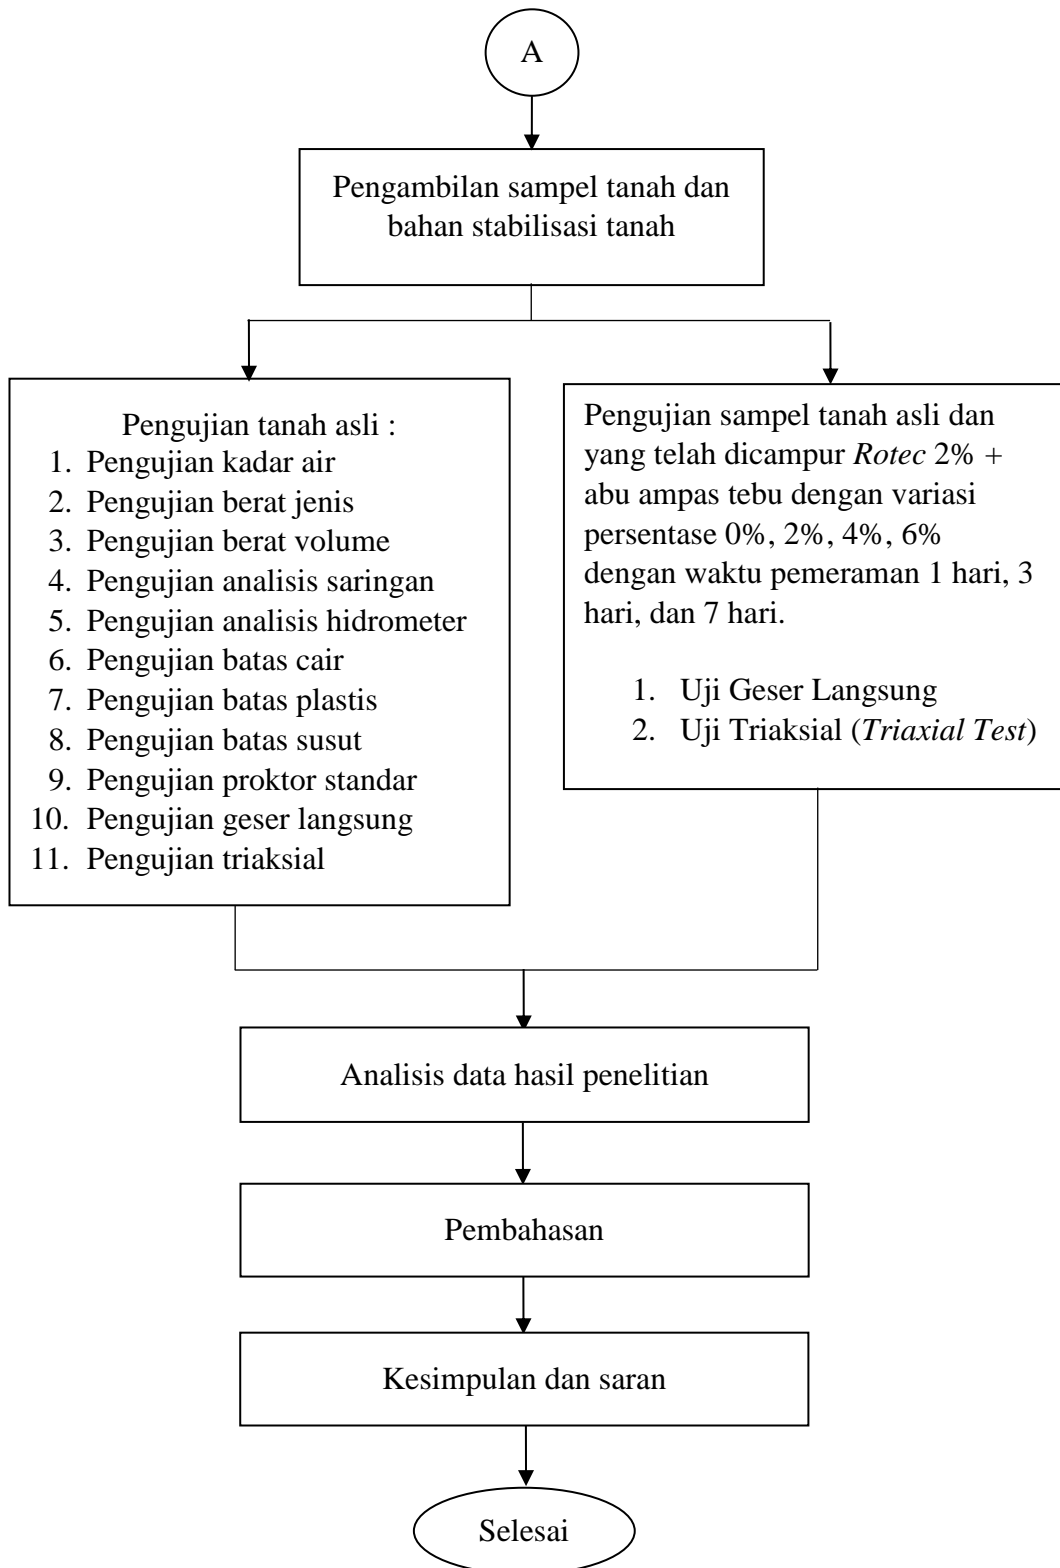 A
Pengambilan sampel tanah dan
bahan stabilisasi tanah
Pengujian tanah asli :
1. Pengujian kadar air
2. Pengujian berat jenis
3. Pengujian berat volume
4. Pengujian analisis saringan
5. Pengujian analisis hidrometer
6. Pengujian batas cair
7. Pengujian batas plastis
8. Pengujian batas susut
9. Pengujian proktor standar
10. Pengujian geser langsung
11. Pengujian triaksial
Pengujian sampel tanah asli dan
yang telah dicampur Rotec 2% +
abu ampas tebu dengan variasi
persentase 0%, 2%, 4%, 6%
dengan waktu pemeraman 1 hari, 3
hari, dan 7 hari.
1. Uji Geser Langsung
2. Uji Triaksial (Triaxial Test)
Analisis data hasil penelitian
Pembahasan
Kesimpulan dan saran
Selesai